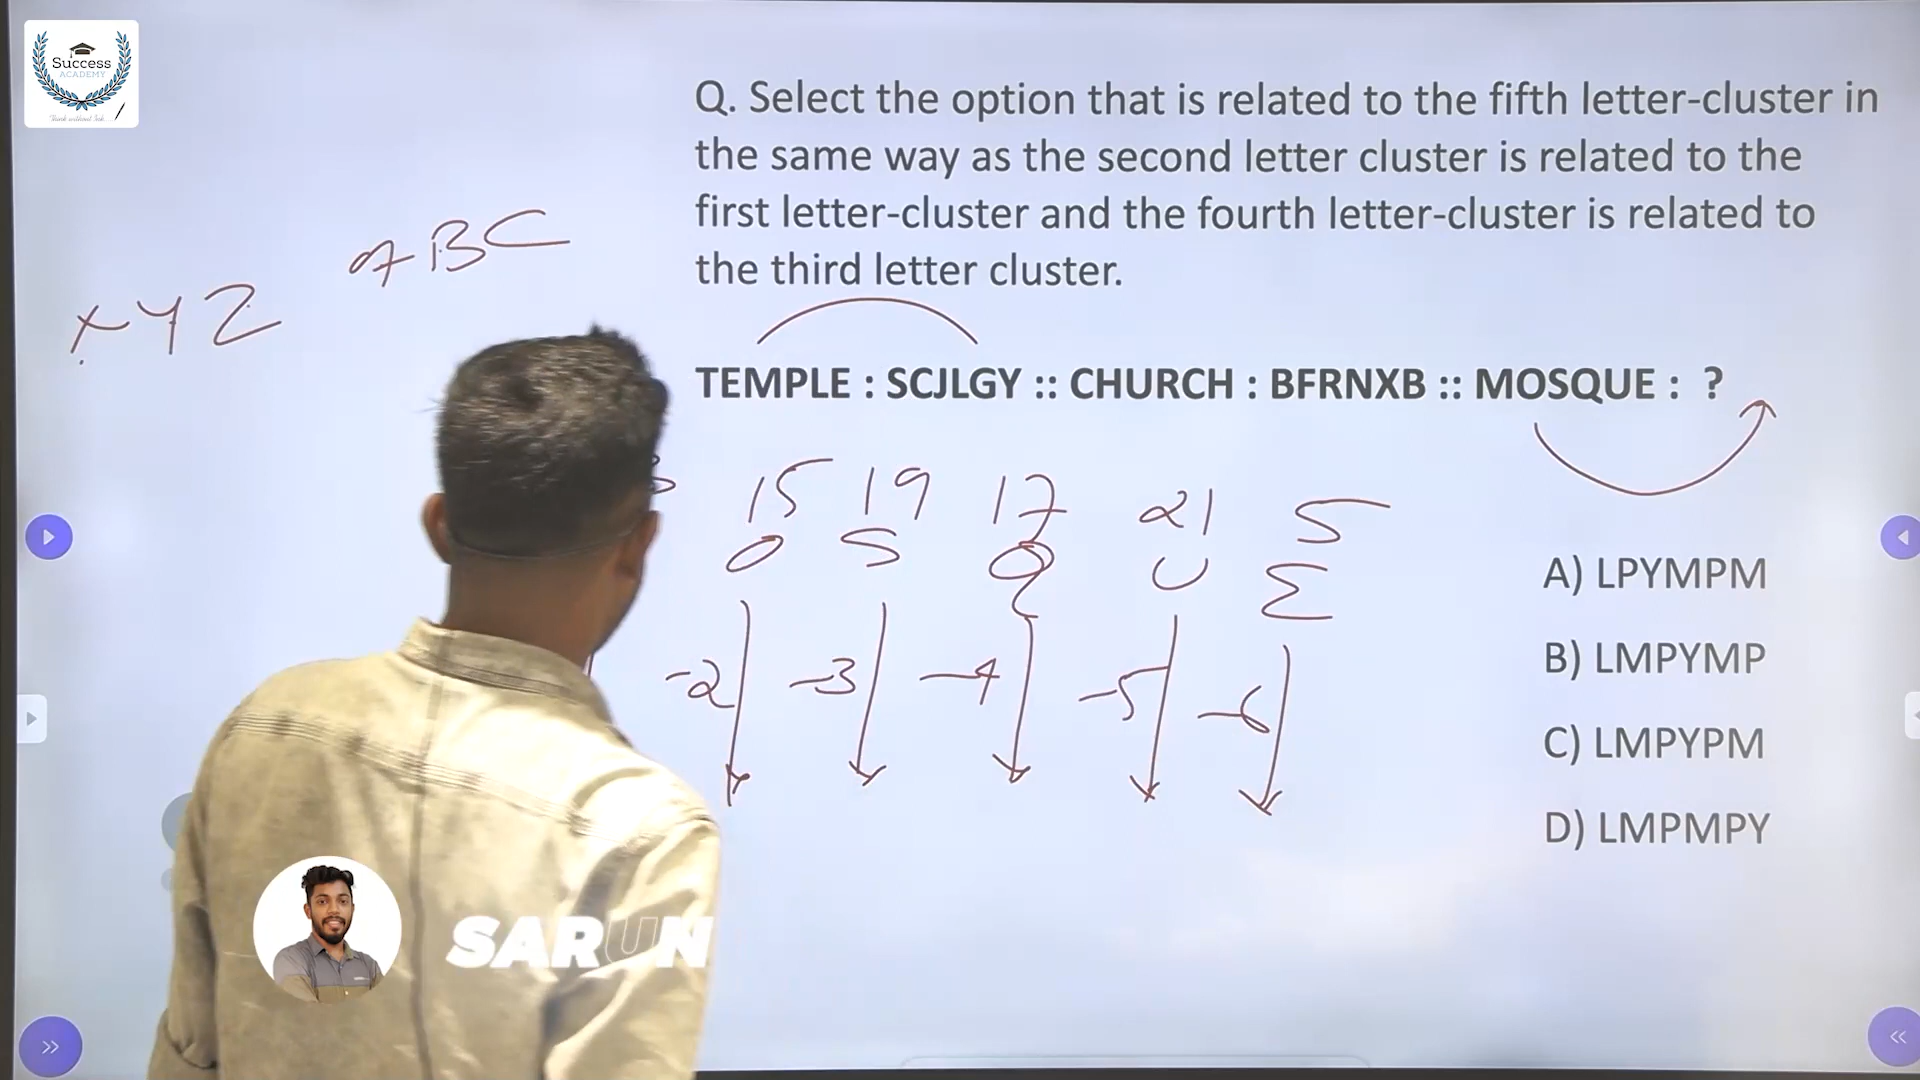 Success
ACADEMY
Think without Ink....
Q. Select the option that is related to the fifth letter-cluster in
the same way as the second letter cluster is related to the
first letter-cluster and the fourth letter-cluster is related to
the third letter cluster.
ABC
XYZ
TEMPLE : SCJLGY :: CHURCH : BFRNXB :: MOSQUE : ?
15 19 17 21 5
O S Q U E
-2 -3 -4 -5 -6
A) LPYMPM
B) LMPYMP
C) LMPYPM
D) LMPMPY
SARUN